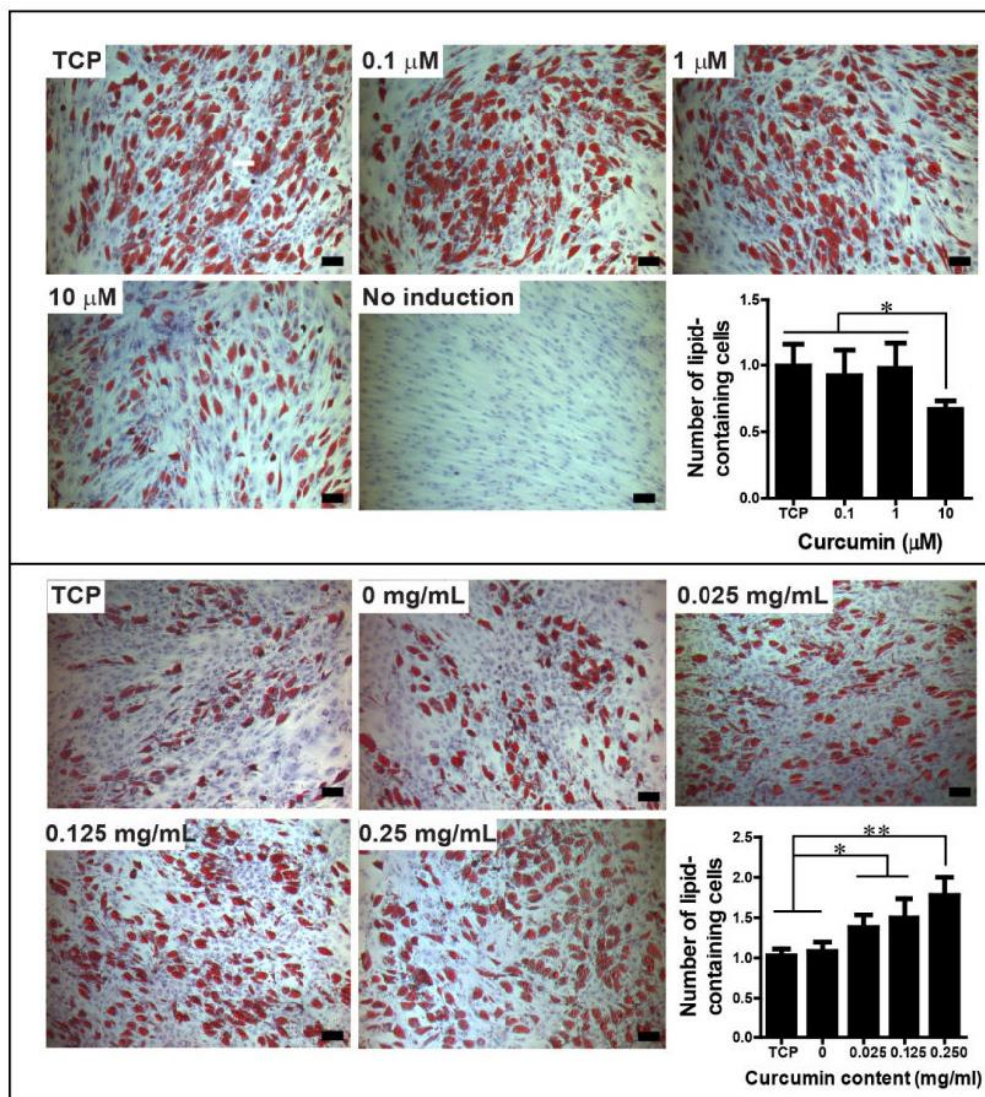 TCP
0.1 μM
1 μM
10 μM
No induction
Number of lipid-
containing cells
1.5
1.0
0.5
0.0
*
TCP 0.1 1 10
Curcumin (μM)
TCP
0 mg/mL
0.025 mg/mL
0.125 mg/mL
0.25 mg/mL
Number of lipid-
containing cells
2.5
2.0
1.5
1.0
0.5
0.0
**
*
TCP 0 0.025 0.125 0.250
Curcumin content (mg/ml)